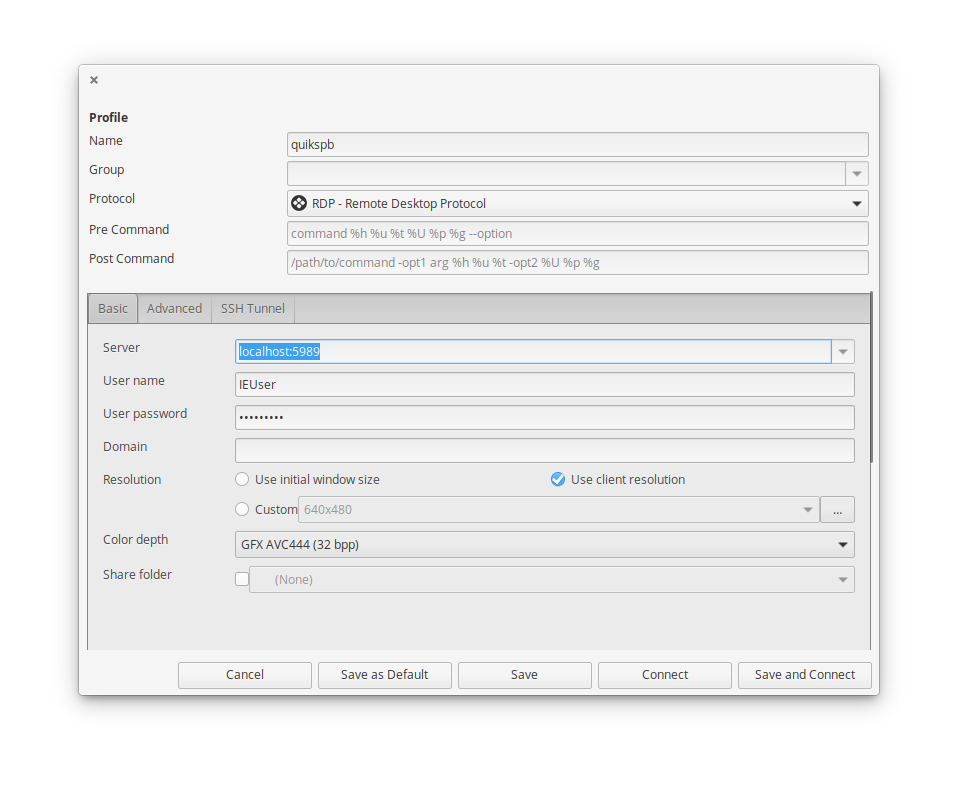 Profile
Name quikspb
Group
Protocol RDP - Remote Desktop Protocol
Pre Command command %h %u %t %U %p %g --option
Post Command /path/to/command -opt1 arg %h %u %t -opt2 %U %p %g
Basic Advanced SSH Tunnel
Server localhost:5989
User name IEUser
User password •••••••••
Domain
Resolution Use initial window size Use client resolution
Custom 640x480 ...
Color depth GFX AVC444 (32 bpp)
Share folder (None)
Cancel Save as Default Save Connect Save and Connect